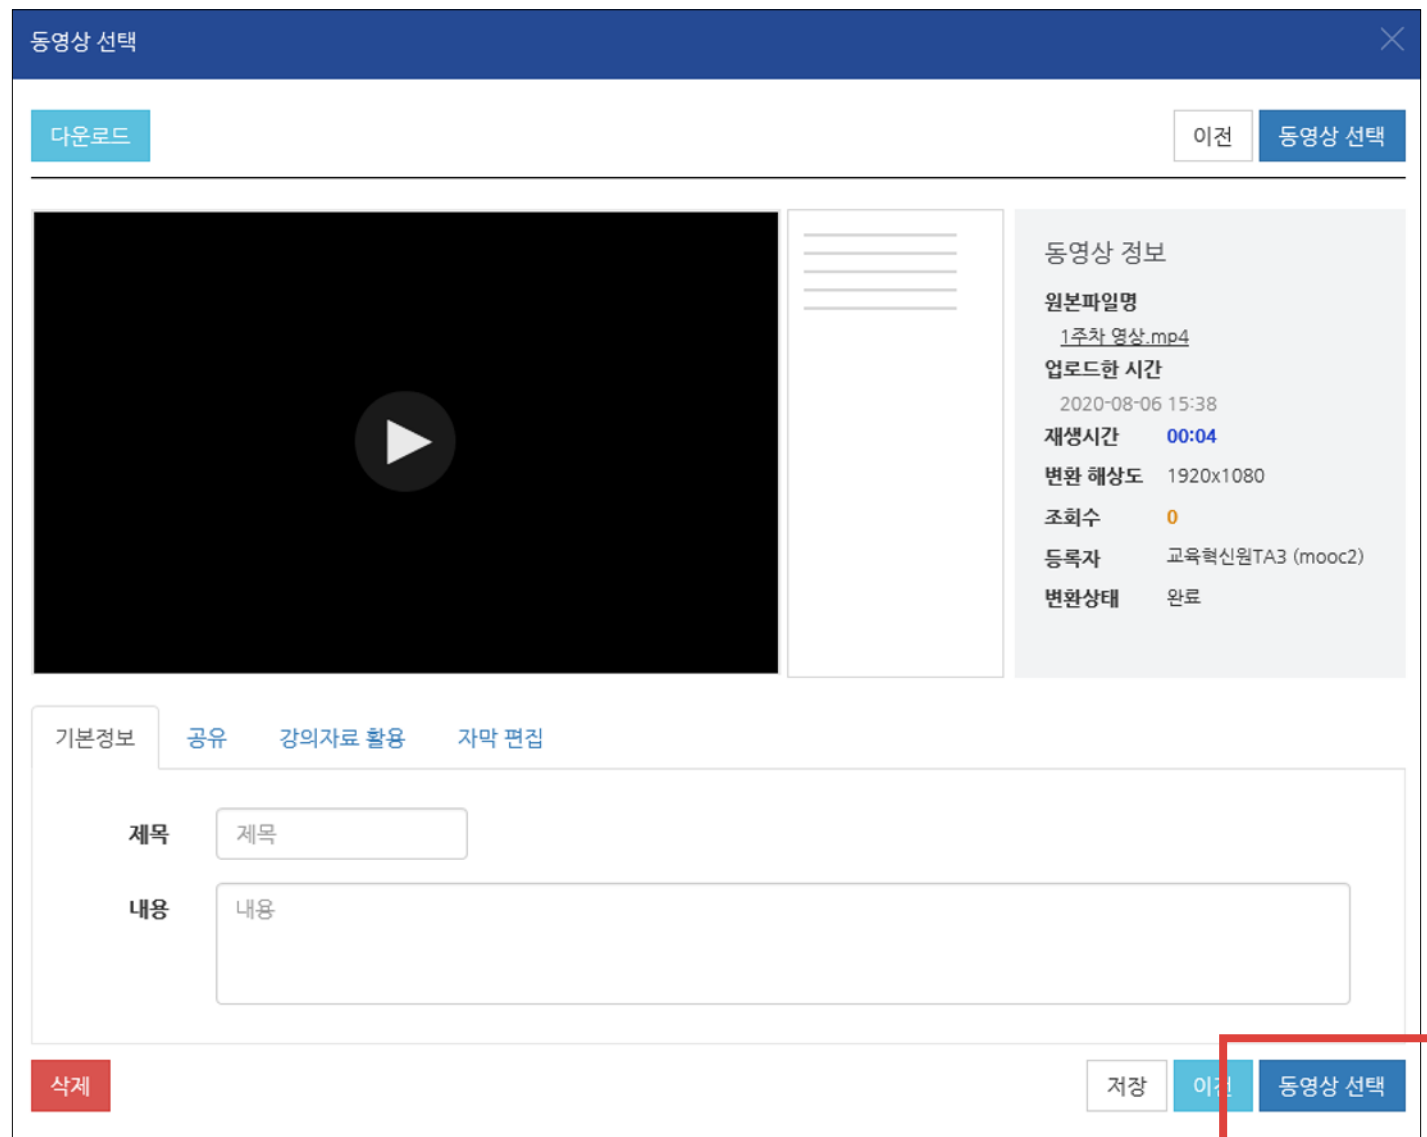 동영상 선택
다운로드
이전
동영상 선택
동영상 정보
원본파일명
1주차 영상.mp4
업로드한 시간
2020-08-06 15:38
재생시간 00:04
변환 해상도 1920x1080
조회수 0
등록자 교육혁신원TA3 (mooc2)
변환상태 완료
기본정보 공유 강의자료 활용 자막 편집
제목 제목
내용 내용
삭제 저장 이전 동영상 선택